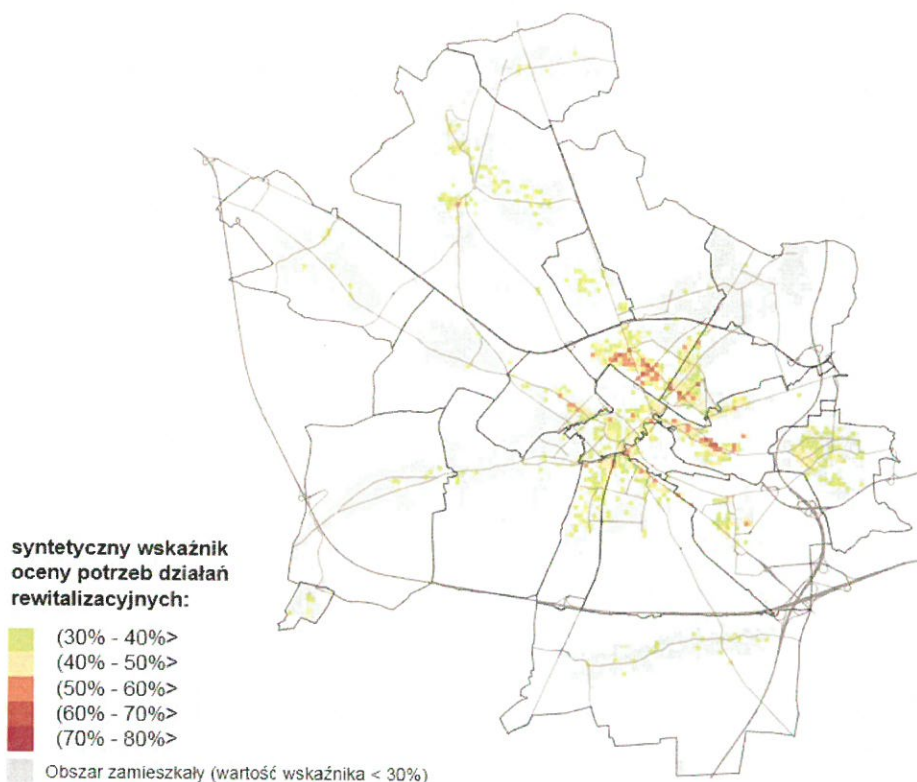 syntetyczny wskaźnik
oceny potrzeb działań
rewitalizacyjnych:
(30% - 40%>
(40% - 50%>
(50% - 60%>
(60% - 70%>
(70% - 80%>
Obszar zamieszkały (wartość wskaźnika < 30%)